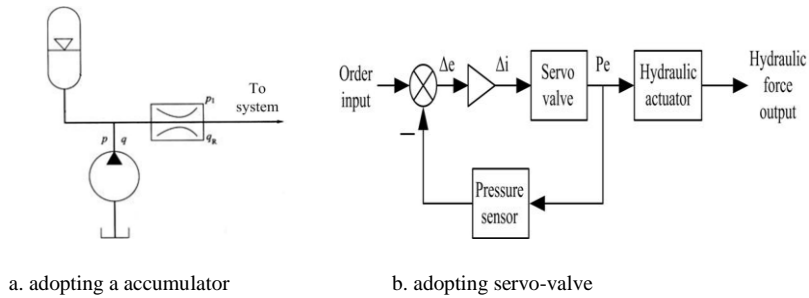 p₁
To
system
p
q
q_R
Order
input
Δe
Δi
Servo
valve
Pe
Hydraulic
actuator
Hydraulic
force
output
−
Pressure
sensor
a. adopting a accumulator
b. adopting servo-valve